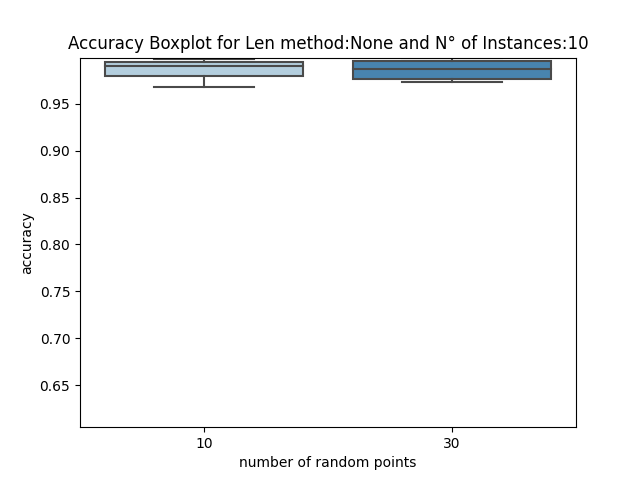 Accuracy Boxplot for Len method:None and N° of Instances:10
0.95
0.90
0.85
0.80
0.75
0.70
0.65
accuracy
10 30
number of random points